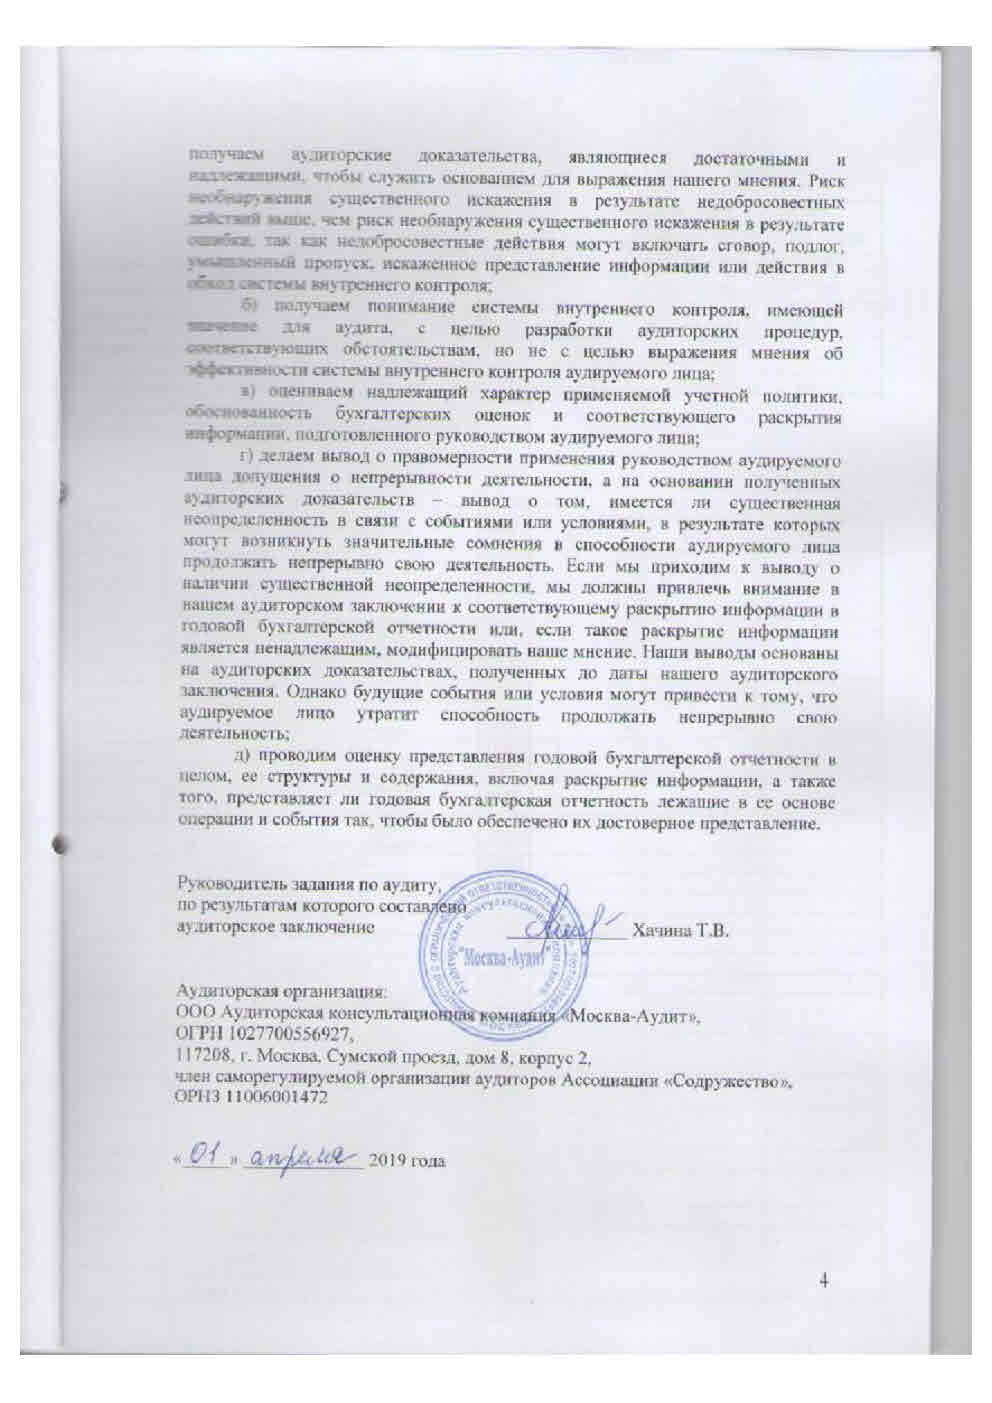 получаем аудиторские доказательства, являющиеся достаточными и
надлежащими, чтобы служить основанием для выражения нашего мнения. Риск
необнаружения существенного искажения в результате недобросовестных
действий выше, чем риск необнаружения существенного искажения в результате
ошибки, так как недобросовестные действия могут включать сговор, подлог,
умышленный пропуск, искаженное представление информации или действия в
обход системы внутреннего контроля;
б) получаем понимание системы внутреннего контроля, имеющей
значение для аудита, с целью разработки аудиторских процедур,
соответствующих обстоятельствам, но не с целью выражения мнения об
эффективности системы внутреннего контроля аудируемого лица;
в) оцениваем надлежащий характер применяемой учетной политики,
обоснованность бухгалтерских оценок и соответствующего раскрытия
информации, подготовленного руководством аудируемого лица;
г) делаем вывод о правомерности применения руководством аудируемого
лица допущения о непрерывности деятельности, а на основании полученных
аудиторских доказательств – вывод о том, имеется ли существенная
неопределенность в связи с событиями или условиями, в результате которых
могут возникнуть значительные сомнения в способности аудируемого лица
продолжать непрерывно свою деятельность. Если мы приходим к выводу о
наличии существенной неопределенности, мы должны привлечь внимание в
нашем аудиторском заключении к соответствующему раскрытию информации в
годовой бухгалтерской отчетности или, если такое раскрытие информации
является ненадлежащим, модифицировать наше мнение. Наши выводы основаны
на аудиторских доказательствах, полученных до даты нашего аудиторского
заключения. Однако будущие события или условия могут привести к тому, что
аудируемое лицо утратит способность продолжать непрерывно свою
деятельность;
д) проводим оценку представления годовой бухгалтерской отчетности в
целом, ее структуры и содержания, включая раскрытие информации, а также
того, представляет ли годовая бухгалтерская отчетность лежащие в ее основе
операции и события так, чтобы было обеспечено их достоверное представление.
Руководитель задания по аудиту,
по результатам которого составлено
аудиторское заключение Хачина Т.В.
"Москва-Аудит"
Аудиторская организация:
ООО Аудиторская консультационная компания «Москва-Аудит»,
ОГРН 1027700556927,
117208, г. Москва, Сумской проезд, дом 8, корпус 2,
член саморегулируемой организации аудиторов Ассоциации «Содружество»,
ОРНЗ 11006001472
«01» апреля 2019 года
4